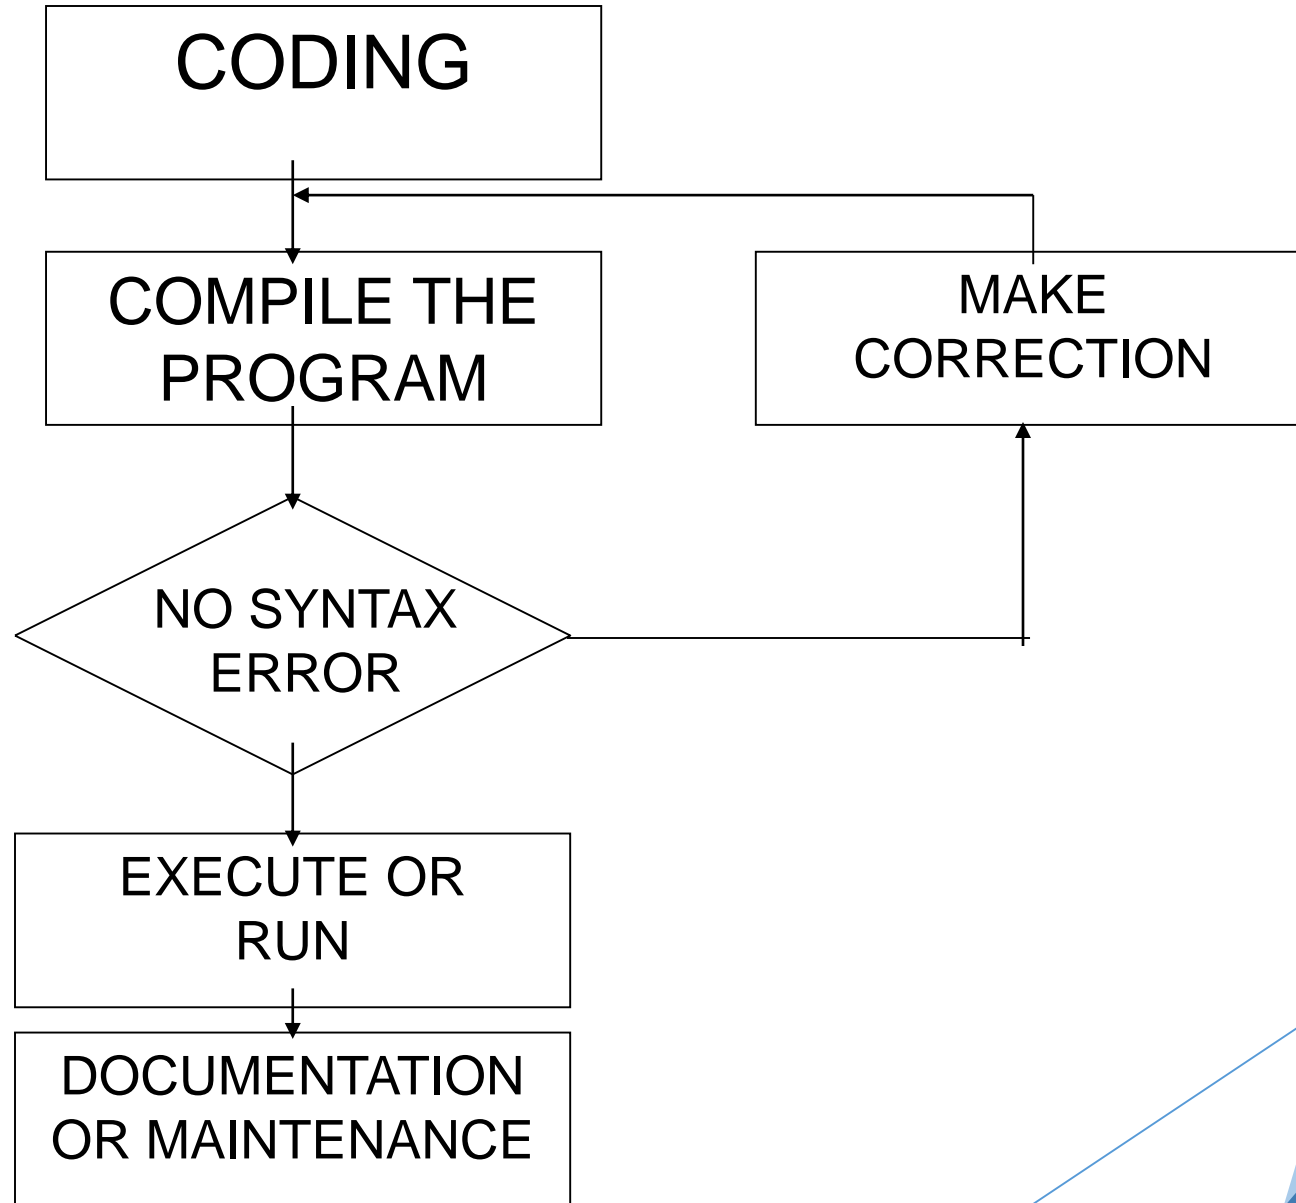 CODING
COMPILE THE
PROGRAM
MAKE
CORRECTION
NO SYNTAX
ERROR
EXECUTE OR
RUN
DOCUMENTATION
OR MAINTENANCE